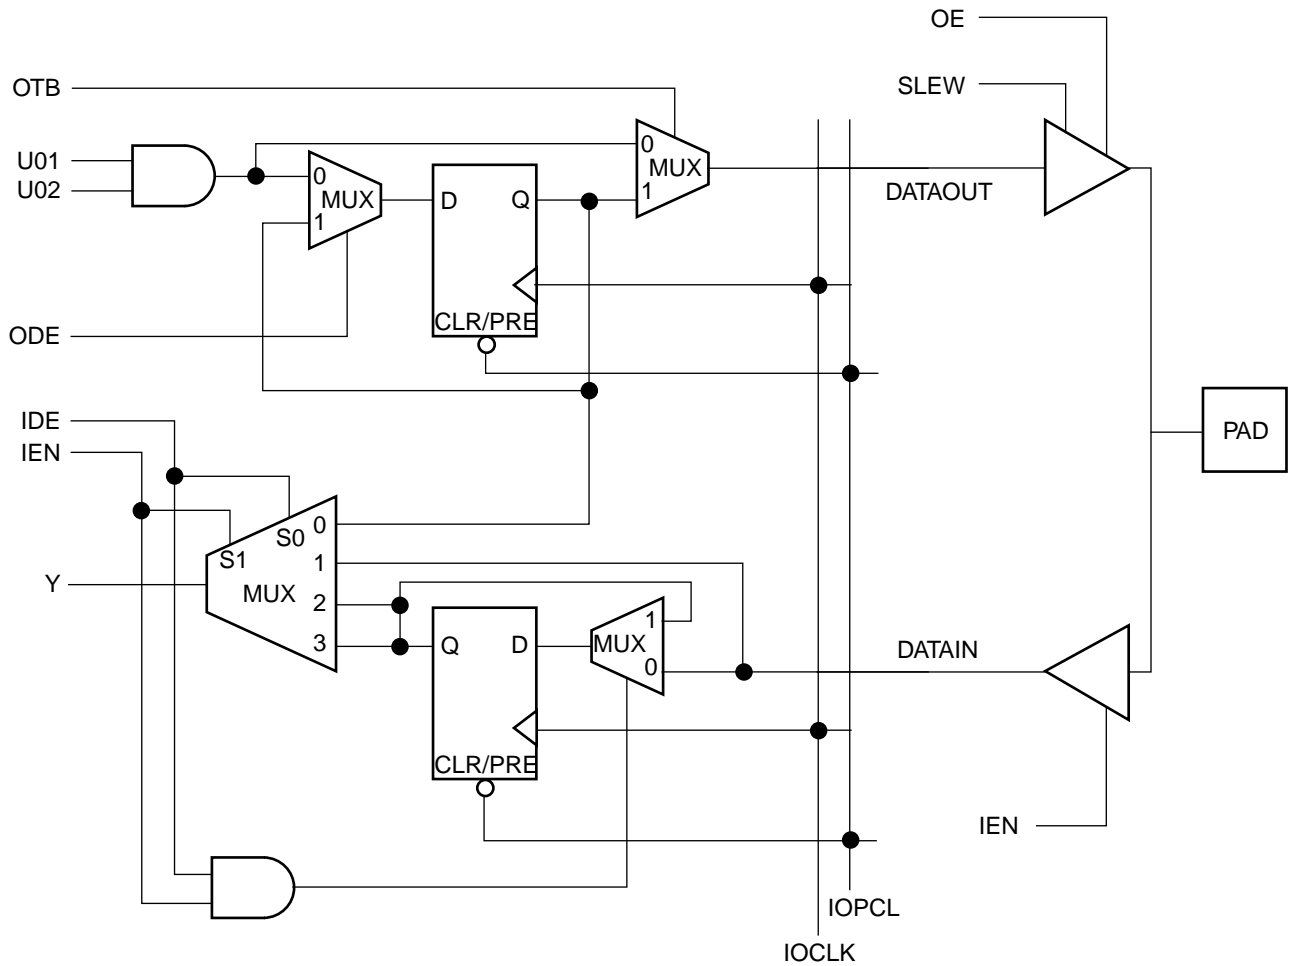 OE
OTB
SLEW
0
MUX
1
U01
U02
0
MUX
1
D
Q
DATAOUT
CLR/PRE
ODE
IDE
IEN
PAD
S1
S0
0
1
2
3
MUX
Y
Q
D
MUX
1
0
DATAIN
CLR/PRE
IEN
IOPCL
IOCLK